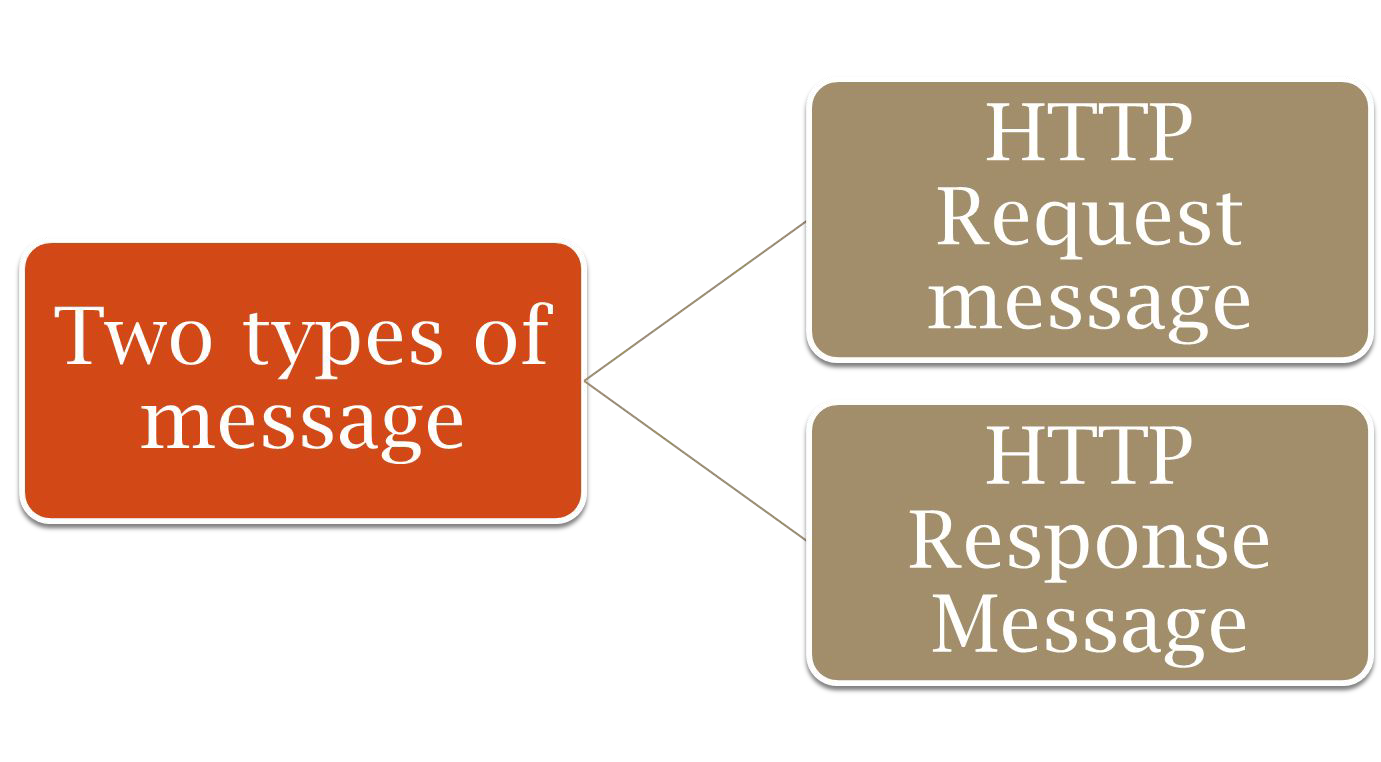 Two types of
message
HTTP
Request
message
HTTP
Response
Message